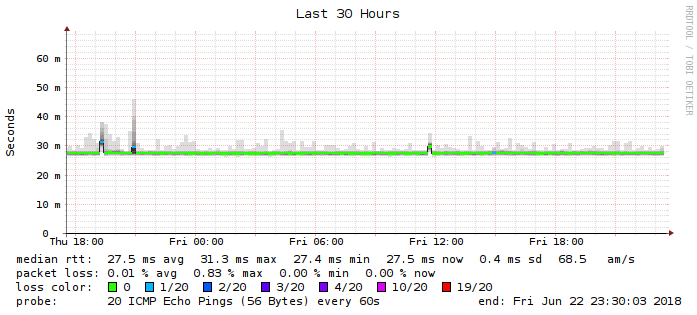 Last 30 Hours
RRDTOOL / TOBI OETIKER
Seconds
60 m
50 m
40 m
30 m
20 m
10 m
0
Thu 18:00 Fri 00:00 Fri 06:00 Fri 12:00 Fri 18:00
median rtt: 27.5 ms avg 31.3 ms max 27.4 ms min 27.5 ms now 0.4 ms sd 68.5 am/s
packet loss: 0.01 % avg 0.83 % max 0.00 % min 0.00 % now
loss color: 0 1/20 2/20 3/20 4/20 10/20 19/20
probe: 20 ICMP Echo Pings (56 Bytes) every 60s end: Fri Jun 22 23:30:03 2018